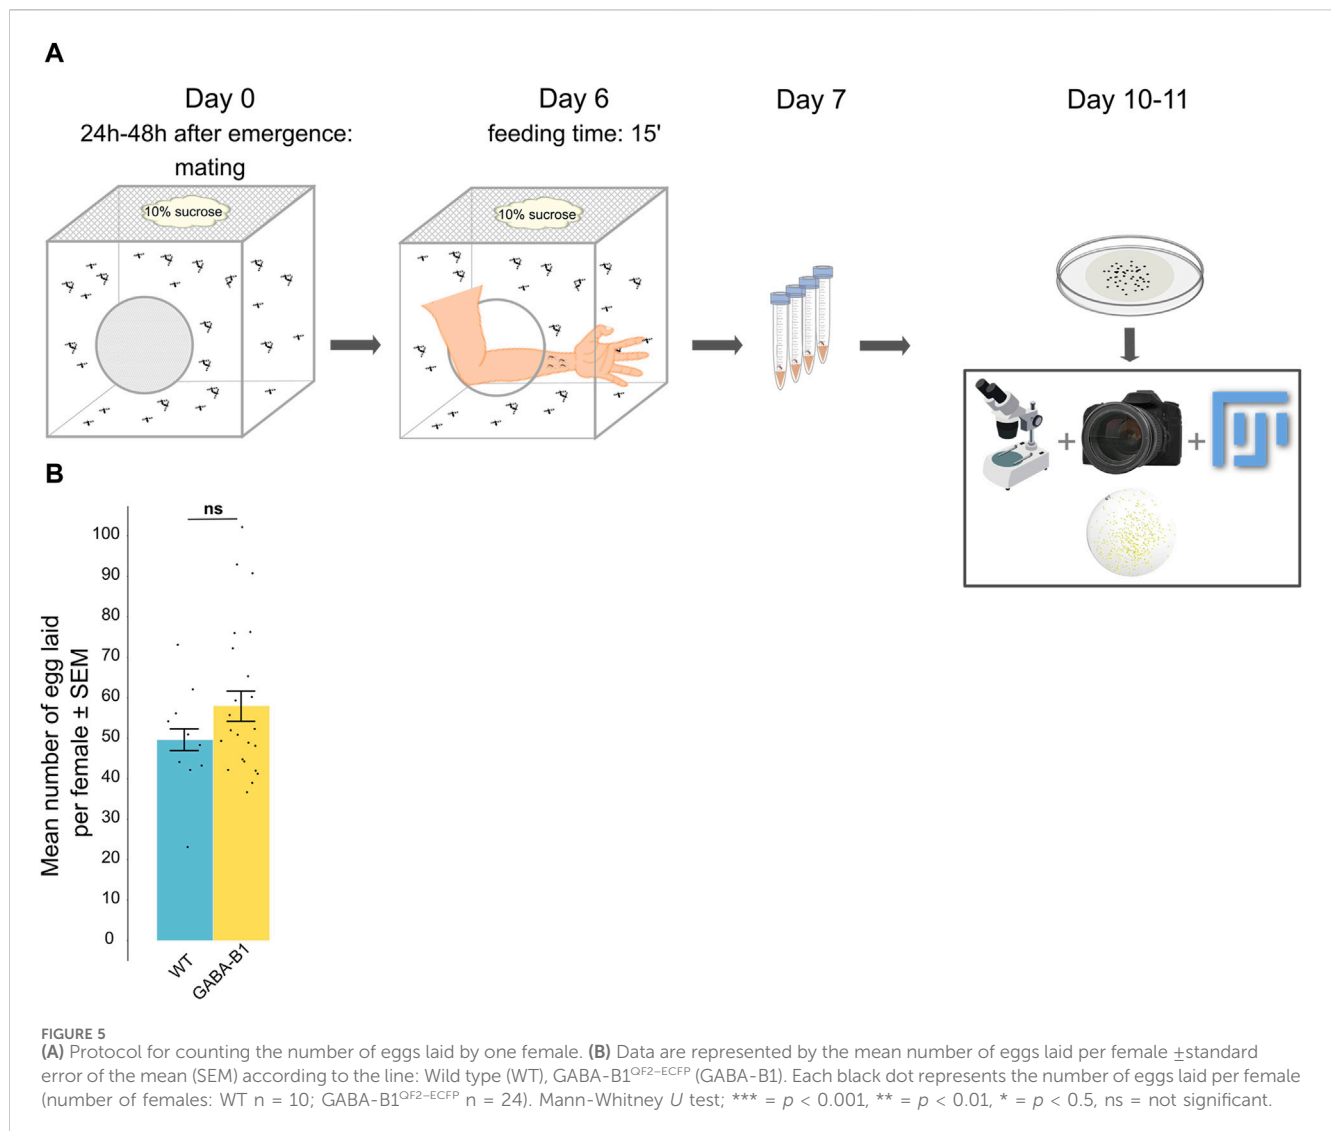 A
Day 0
24h-48h after emergence:
mating
10% sucrose
Day 6
feeding time: 15'
10% sucrose
Day 7
Day 10-11
+
+
B
ns
100
90
80
70
60
50
40
30
20
10
0
Mean number of egg laid
per female ± SEM
WT
GABA-B1
FIGURE 5
(A) Protocol for counting the number of eggs laid by one female. (B) Data are represented by the mean number of eggs laid per female ±standard
error of the mean (SEM) according to the line: Wild type (WT), GABA-B1QF2–ECFP (GABA-B1). Each black dot represents the number of eggs laid per female
(number of females: WT n = 10; GABA-B1QF2–ECFP n = 24). Mann-Whitney U test; *** = p < 0.001, ** = p < 0.01, * = p < 0.5, ns = not significant.